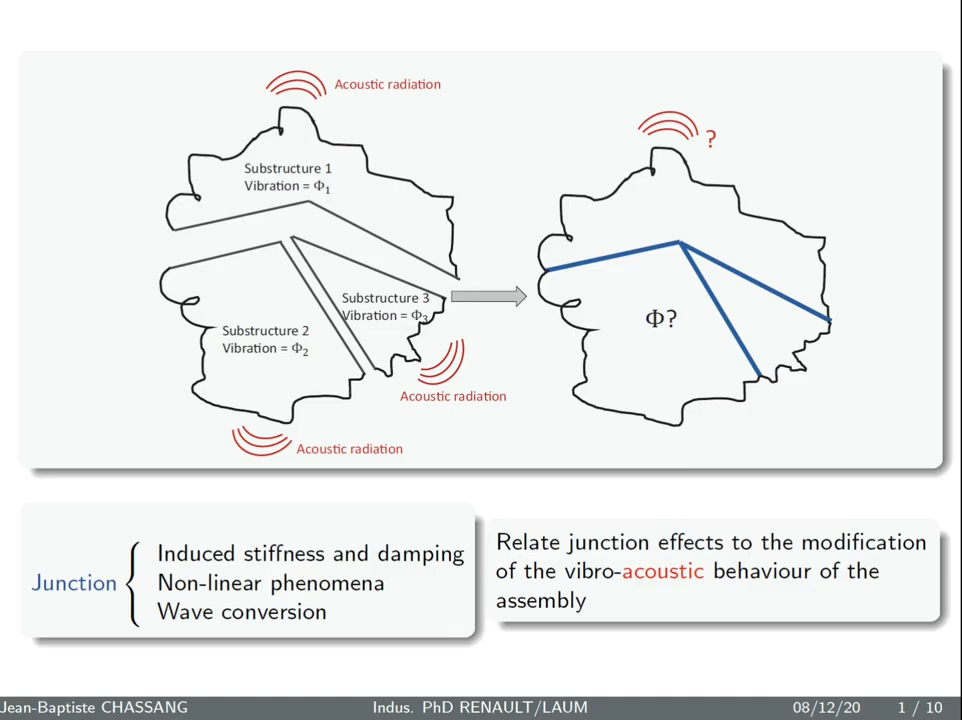 Acoustic radiation
?
Substructure 1
Vibration = Φ1
Substructure 3
Vibration = Φ3
Substructure 2
Vibration = Φ2
Φ?
Acoustic radiation
Acoustic radiation
Junction
Induced stiffness and damping
Non-linear phenomena
Wave conversion
Relate junction effects to the modification
of the vibro-acoustic behaviour of the
assembly
Jean-Baptiste CHASSANG
Indus. PhD RENAULT/LAUM
08/12/20
1 / 10